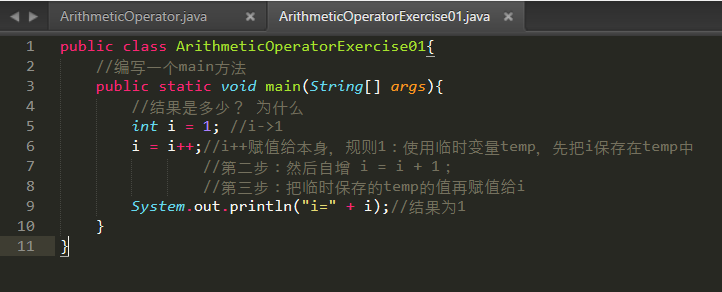 ArithmeticOperator.java × ArithmeticOperatorExercise01.java ×
1 public class ArithmeticOperatorExercise01{
2 //编写一个main方法
3 public static void main(String[] args){
4 //结果是多少？ 为什么
5 int i = 1; //i->1
6 i = i++;//i++赋值给本身，规则1：使用临时变量temp，先把i保存在temp中
7 //第二步：然后自增 i = i + 1；
8 //第三步：把临时保存的temp的值再赋值给i
9 System.out.println("i=" + i);//结果为1
10 }
11 }